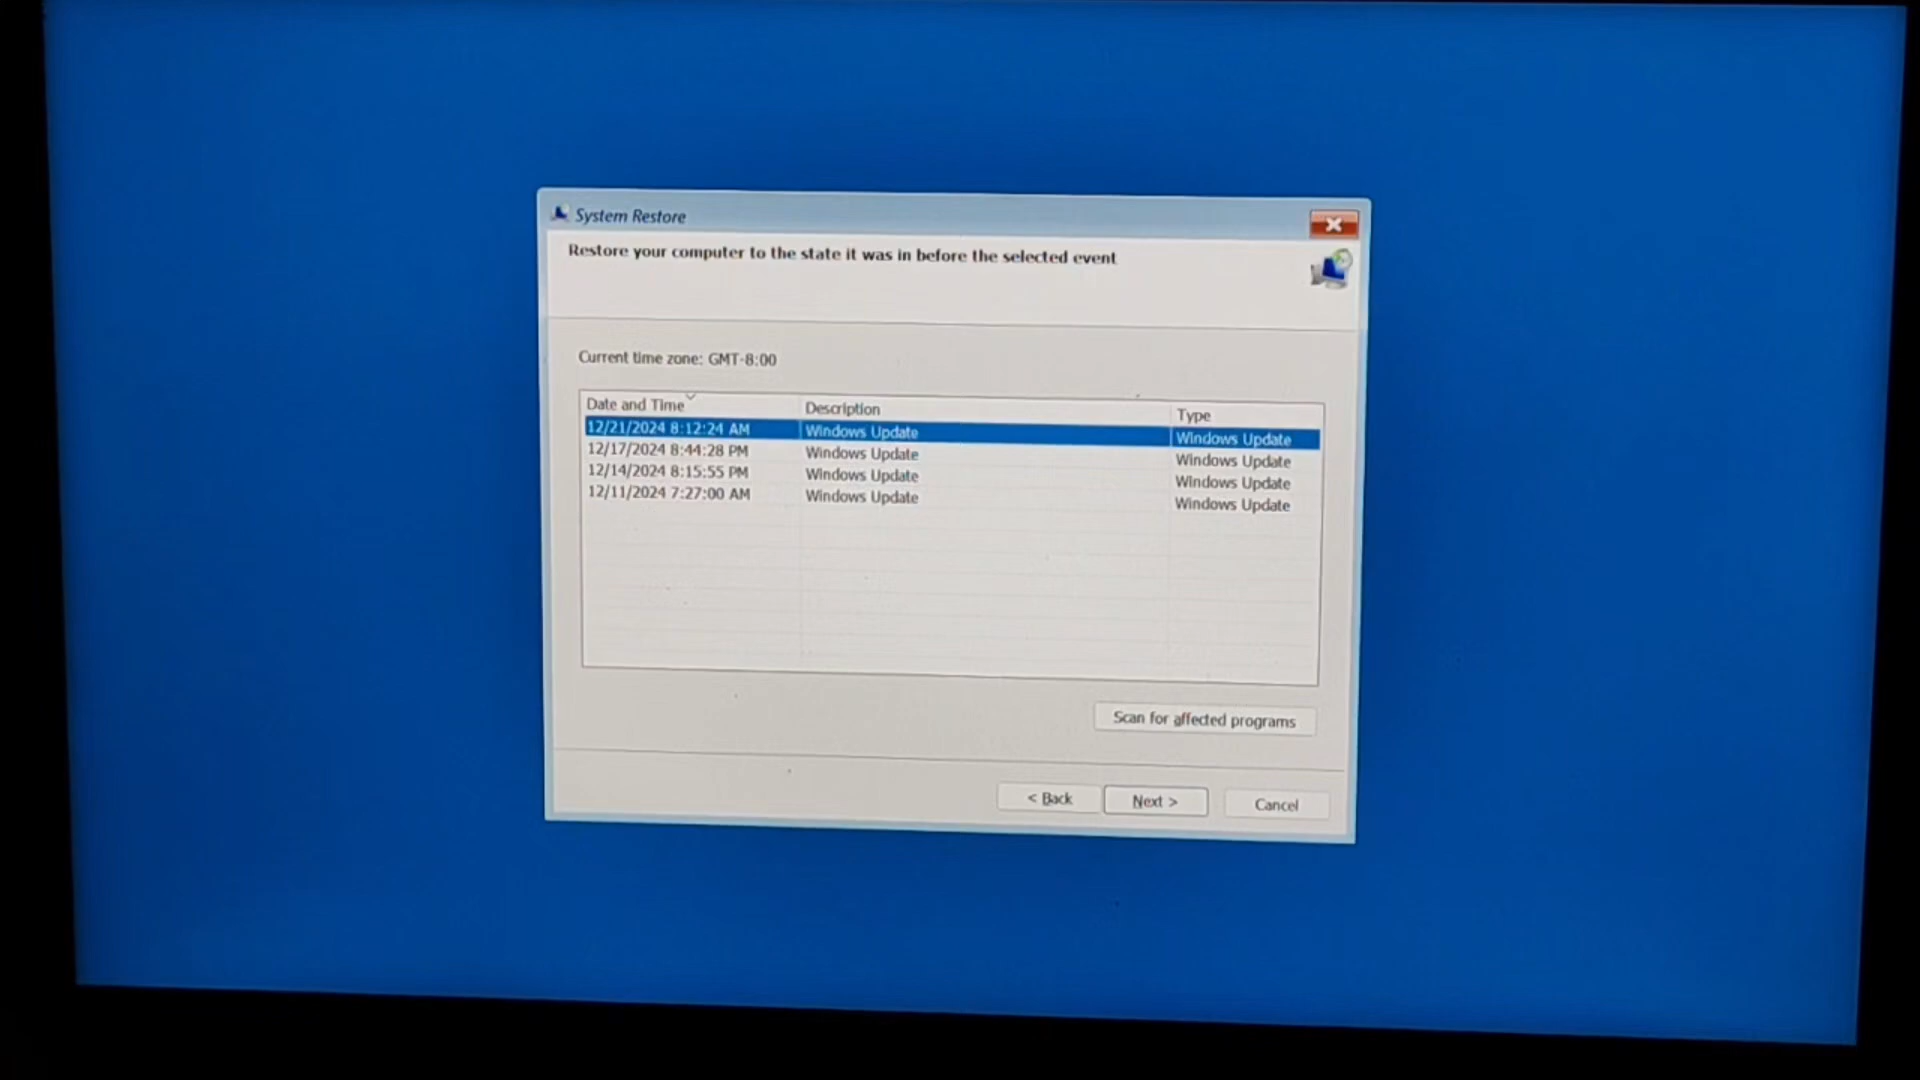 System Restore
Restore your computer to the state it was in before the selected event
Current time zone: GMT-8:00
Date and Time Description Type
12/21/2024 8:12:24 AM Windows Update Windows Update
12/17/2024 8:44:28 PM Windows Update Windows Update
12/14/2024 8:15:55 PM Windows Update Windows Update
12/11/2024 7:27:00 AM Windows Update Windows Update
Scan for affected programs
< Back Next > Cancel